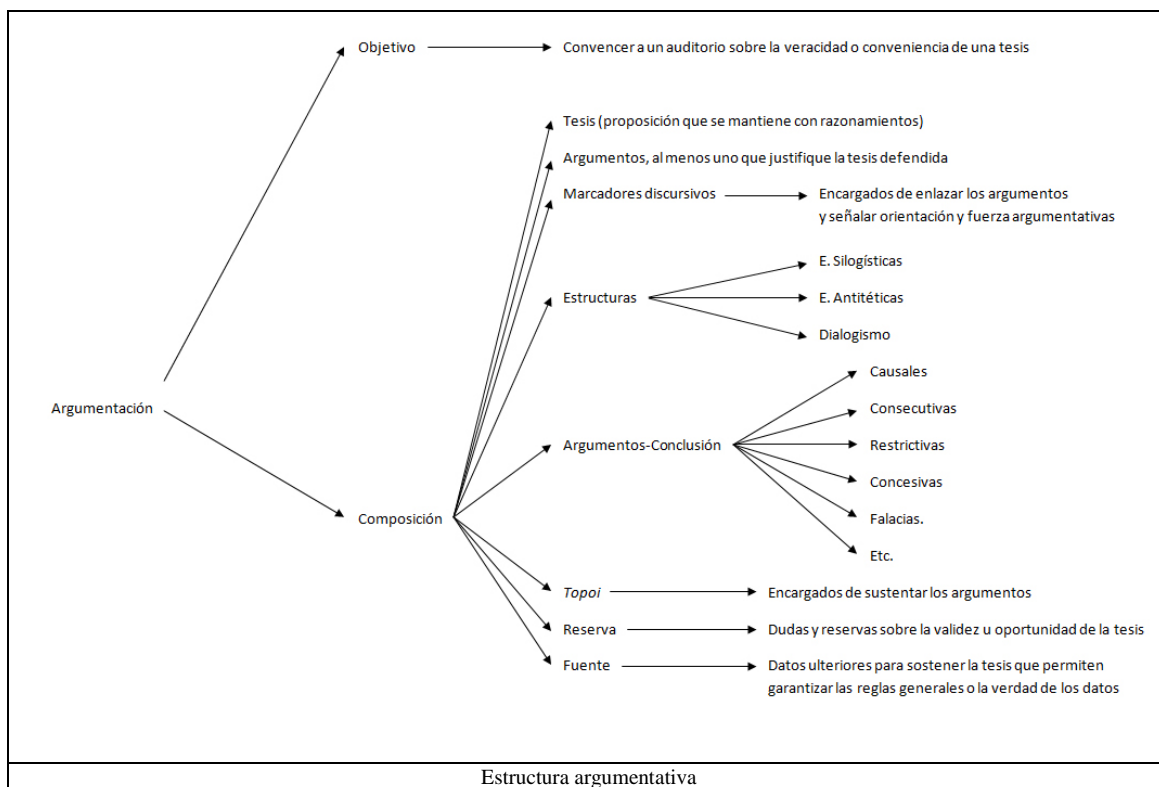 Objetivo
Convencer a un auditorio sobre la veracidad o conveniencia de una tesis
Tesis (proposición que se mantiene con razonamientos)
Argumentos, al menos uno que justifique la tesis defendida
Marcadores discursivos
Encargados de enlazar los argumentos
y señalar orientación y fuerza argumentativas
Estructuras
E. Silogísticas
E. Antitéticas
Dialogismo
Argumentación
Argumentos-Conclusión
Causales
Consecutivas
Restrictivas
Concesivas
Falacias.
Etc.
Composición
Topoi
Encargados de sustentar los argumentos
Reserva
Dudas y reservas sobre la validez u oportunidad de la tesis
Fuente
Datos ulteriores para sostener la tesis que permiten
garantizar las reglas generales o la verdad de los datos
Estructura argumentativa